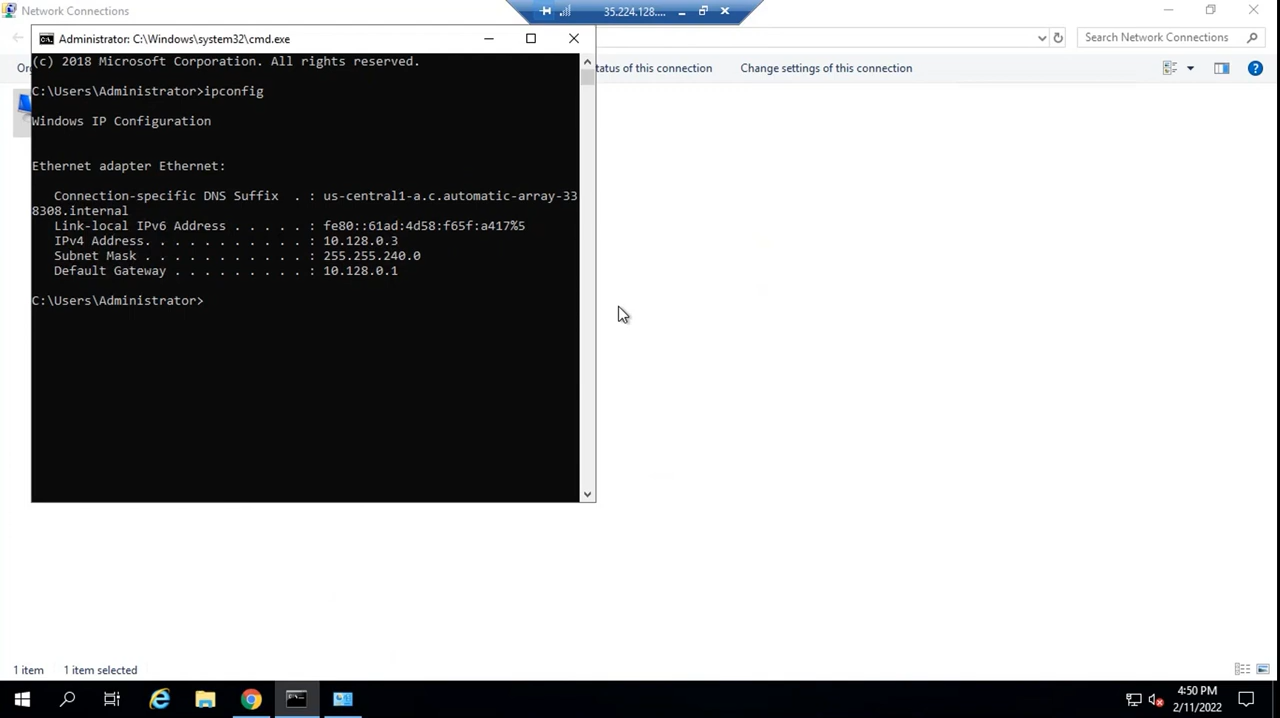 Network Connections
35.224.128....
Administrator: C:\Windows\system32\cmd.exe
Search Network Connections
tatus of this connection
Change settings of this connection
(c) 2018 Microsoft Corporation. All rights reserved.
C:\Users\Administrator>ipconfig
Windows IP Configuration
Ethernet adapter Ethernet:
Connection-specific DNS Suffix . : us-central1-a.c.automatic-array-33
8308.internal
Link-local IPv6 Address . . . . . : fe80::61ad:4d58:f65f:a417%5
IPv4 Address. . . . . . . . . . . : 10.128.0.3
Subnet Mask . . . . . . . . . . . : 255.255.240.0
Default Gateway . . . . . . . . . : 10.128.0.1
C:\Users\Administrator>
1 item
1 item selected
4:50 PM
2/11/2022